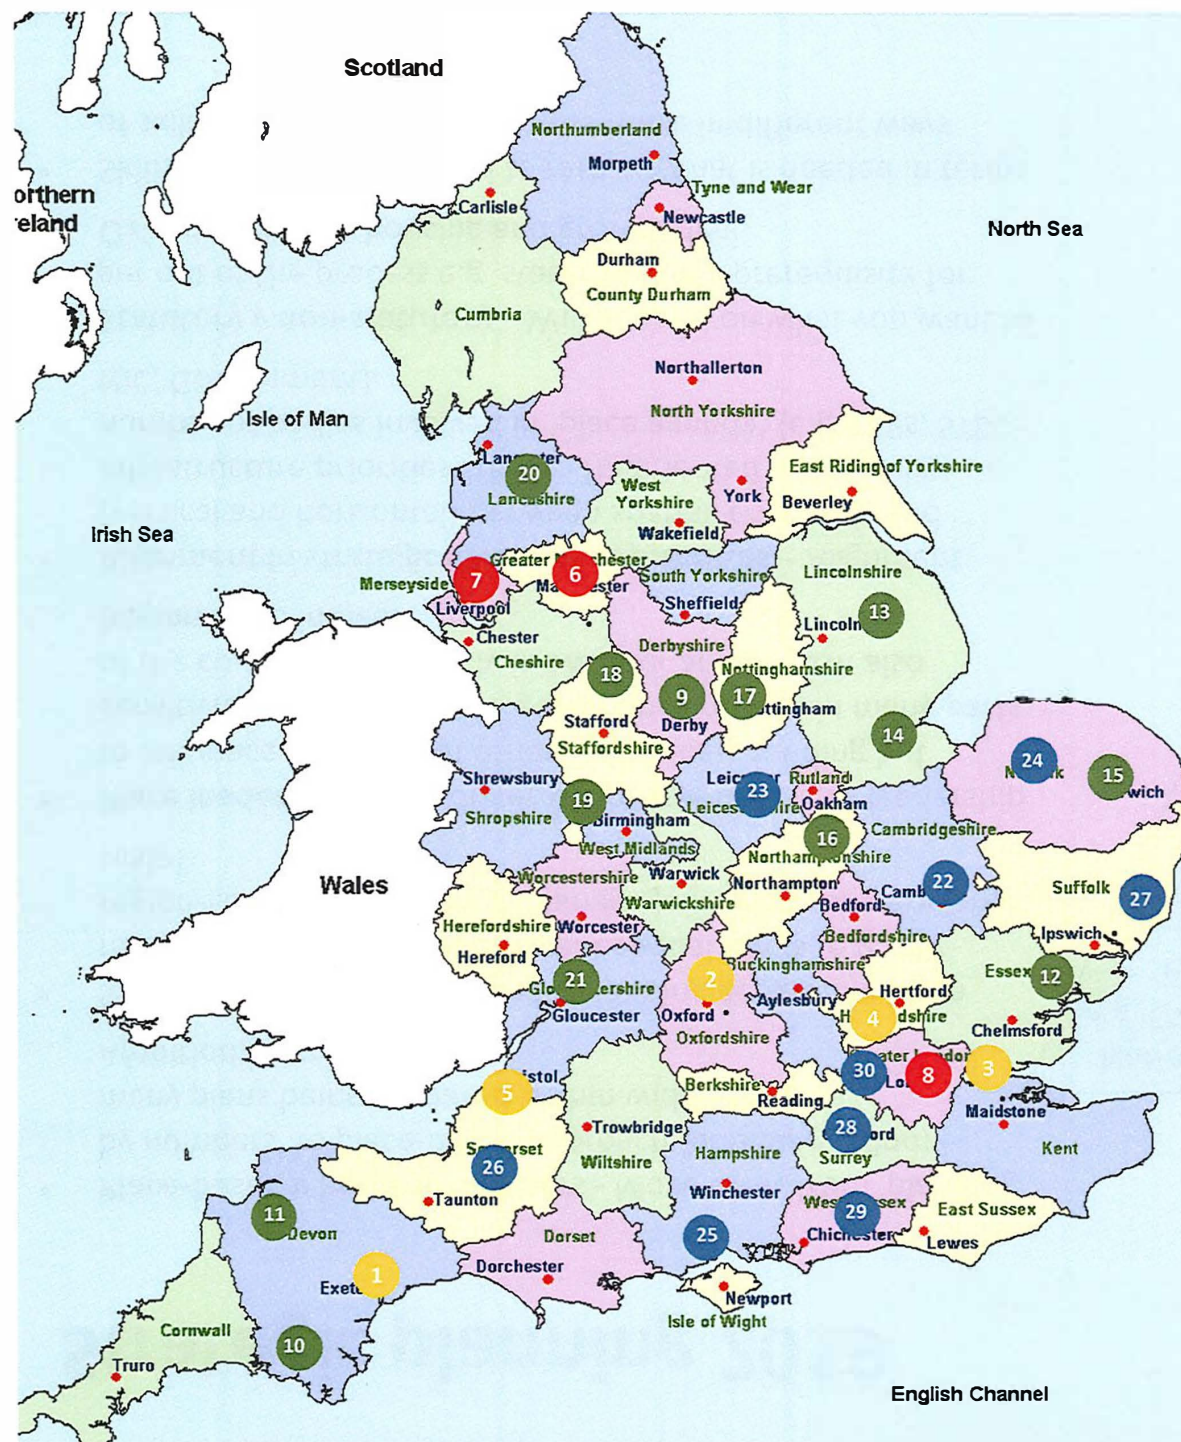 Scotland
Northumberland
Morpeth
Tyne and Wear
Carlisle
Newcastle
orthern
reland
North Sea
Durham
County Durham
Cumbria
Northallerton
North Yorkshire
Isle of Man
20
Lancashire
West
Yorkshire
East Riding of Yorkshire
York
Beverley
Wakefield
Irish Sea
7
6
Merseyside
South Yorkshire
Lincolnshire
Liverpool
Sheffield
13
Lincoln
Chester
Derbyshire
Cheshire
Nottinghamshire
18
9
17
Stafford
Derby
ottingham
14
Staffordshire
24
15
wich
Shrewsbury
23
Rutland
Oakham
19
Shropshire
Birmingham
16
Cambridgeshire
West Midlands
Wales
Worcestershire
Warwick
Northampton
22
Suffolk
27
Warwickshire
Bedford
Herefordshire
Worcester
Bedfordshire
Ipswich
Hereford
21
2
Buckinghamshire
Essex
12
Aylesbury
Hertford
Gloucester
Oxford
4
Chelmsford
Oxfordshire
30
8
3
5
istol
Berkshire
Reading
Maidstone
Trowbridge
28
Kent
Wiltshire
Hampshire
Surrey
26
Winchester
Taunton
29
East Sussex
11
Devon
Dorset
25
Chichester
Lewes
1
Dorchester
Newport
Isle of Wight
Cornwall
10
Truro
English Channel